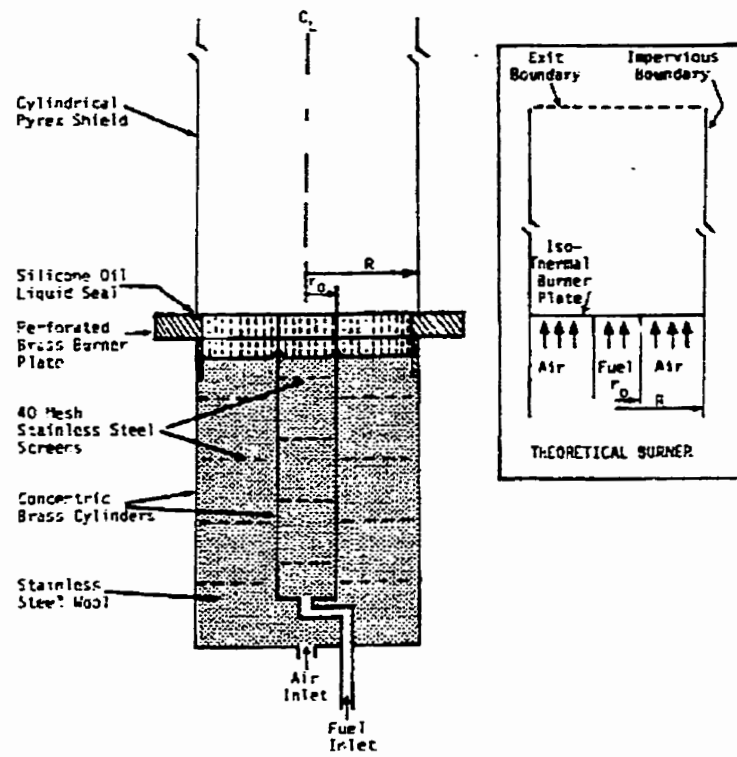 C
L
Cylindrical
Pyrex Shield
R
r
o
Silicone Oil
Liquid Seal
Perforated
Brass Burner
Plate
40 Mesh
Stainless Steel
Screens
Concentric
Brass Cylinders
Stainless
Steel Wool
Air
Inlet
Fuel
Inlet
Exit
Boundary
Impervious
Boundary
Iso-
Thermal
Burner
Plate
Air
Fuel
Air
r
o
R
THEORETICAL BURNER